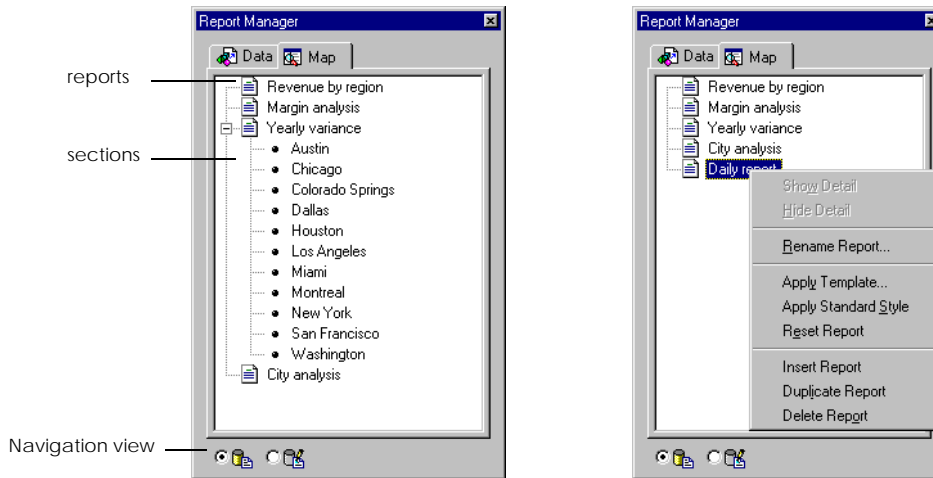 Report Manager
Data Map
reports
Revenue by region
Margin analysis
Yearly variance
sections
Austin
Chicago
Colorado Springs
Dallas
Houston
Los Angeles
Miami
Montreal
New York
San Francisco
Washington
City analysis
Navigation view
Report Manager
Data Map
Revenue by region
Margin analysis
Yearly variance
City analysis
Daily report
Show Detail
Hide Detail
Rename Report...
Apply Template...
Apply Standard Style
Reset Report
Insert Report
Duplicate Report
Delete Report